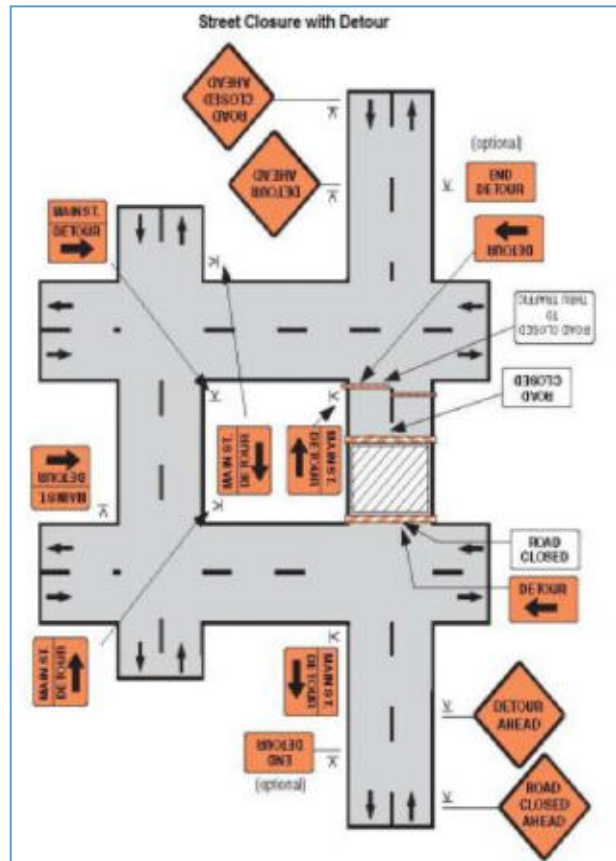 Street Closure with Detour
ROAD
CLOSED
AHEAD
DETOUR
AHEAD
(optional)
END
DETOUR
MAIN ST.
DETOUR
DETOUR
ROAD CLOSED
TO
THRU TRAFFIC
ROAD
CLOSED
MAIN ST.
DETOUR
MAIN ST.
DETOUR
MAIN ST.
DETOUR
ROAD
CLOSED
DETOUR
MAIN ST.
DETOUR
MAIN ST.
DETOUR
DETOUR
AHEAD
END
DETOUR
(optional)
ROAD
CLOSED
AHEAD